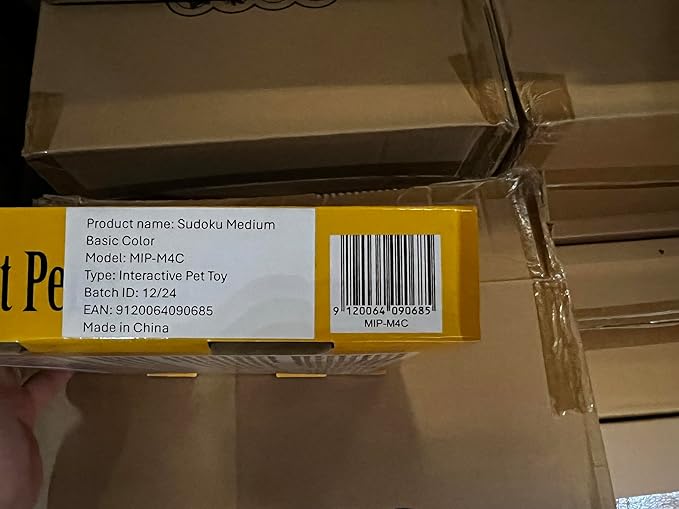 t Pe
Product name: Sudoku Medium
Basic Color
Model: MIP-M4C
Type: Interactive Pet Toy
Batch ID: 12/24
EAN: 9120064090685
Made in China
9 120064 090685
MIP-M4C